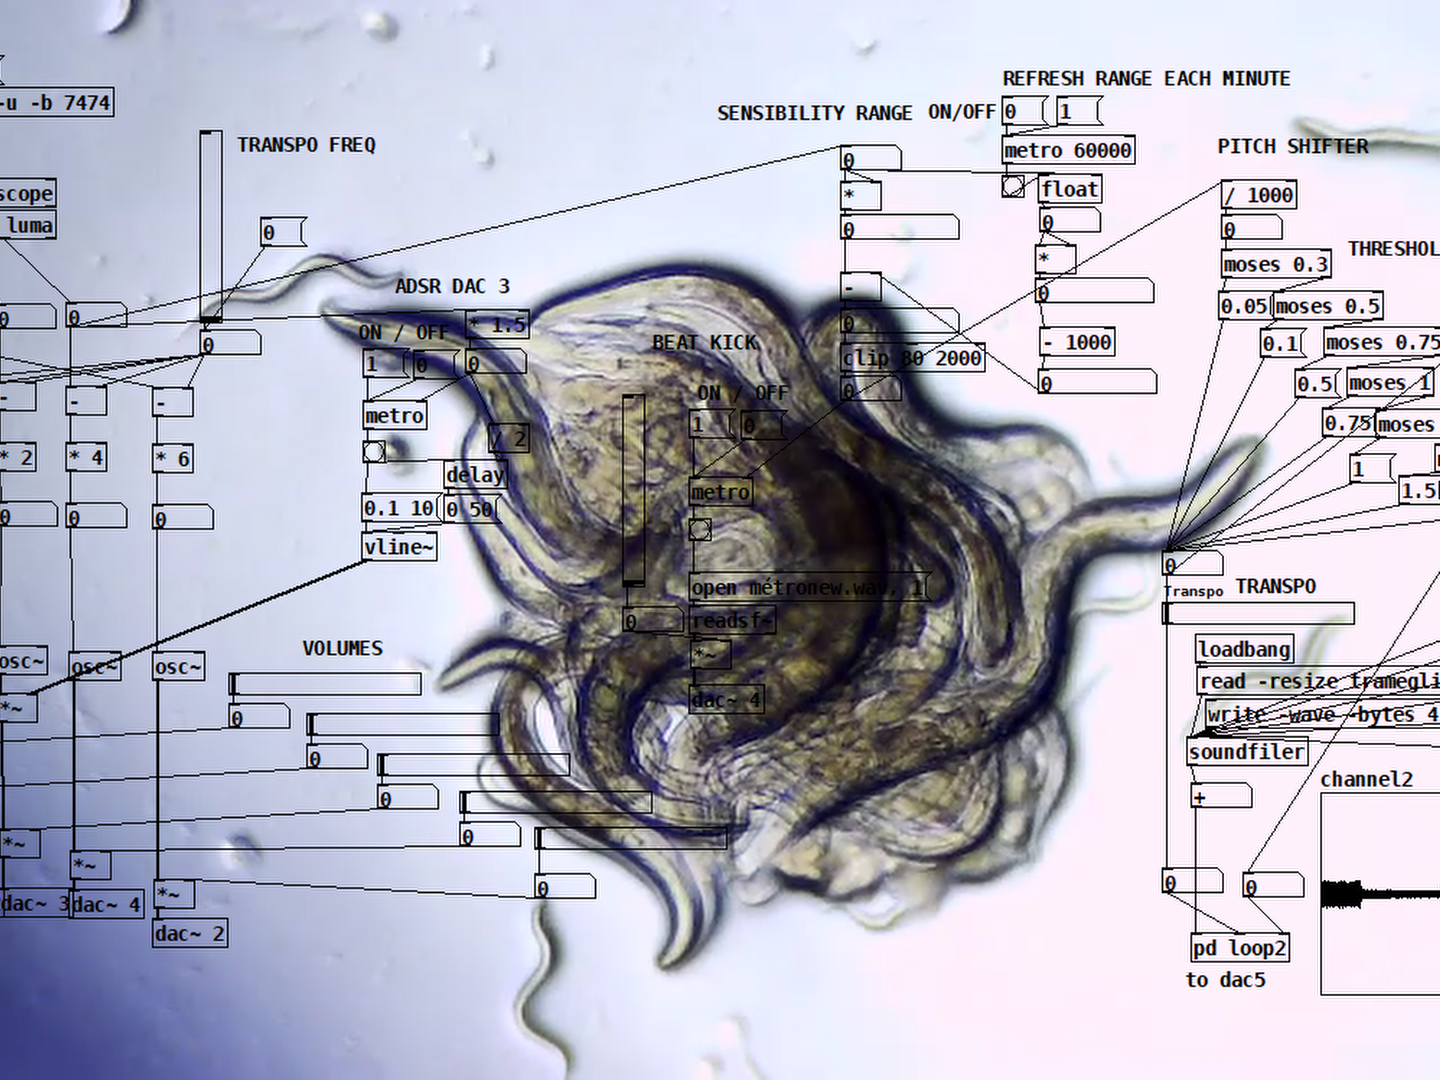 -u -b 7474
scope
luma
TRANSPO FREQ
0
0
0
0
-
-
-
* 2
* 4
* 6
0
0
0
osc~
osc~
osc~
*~
*~
*~
*~
dac~ 3
dac~ 4
dac~ 2
ADSR DAC 3
ON / OFF
* 1.5
1
0
0
metro
/ 2
delay
0.1 10
0 50
vline~
VOLUMES
0
0
0
0
0
BEAT KICK
ON / OFF
1
0
metro
open métronew.wav, 1
0
readsf~
*~
dac~ 4
SENSIBILITY RANGE
ON/OFF
0
*
0
-
0
clip 80 2000
0
REFRESH RANGE EACH MINUTE
0
1
metro 60000
float
0
*
0
- 1000
0
PITCH SHIFTER
/ 1000
0
moses 0.3
THRESHOL
0.05
moses 0.5
0.1
moses 0.75
0.5
moses 1
0.75
moses
1
1.5
0
Transpo
TRANSPO
loadbang
read -resize tramegli
write -wave -bytes 4
soundfiler
+
channel2
0
0
pd loop2
to dac5